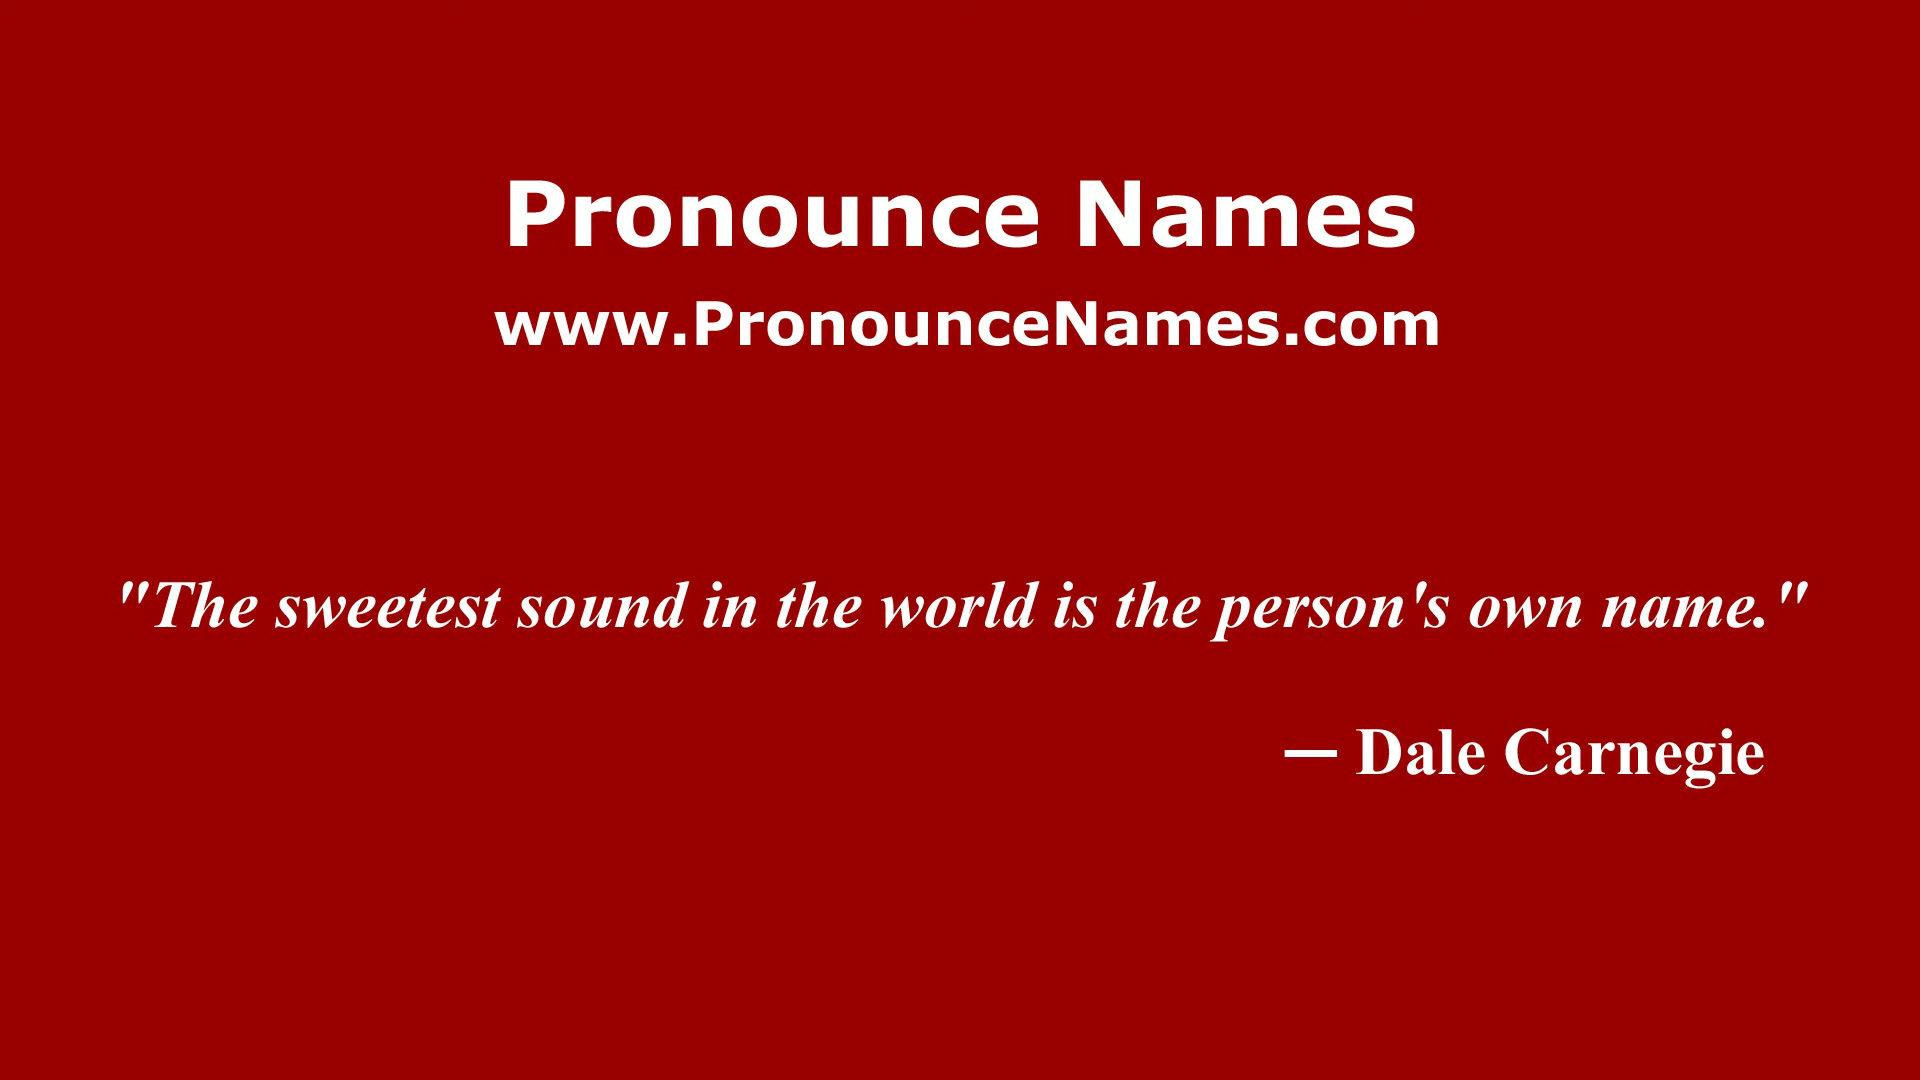 Pronounce Names
www.PronounceNames.com
"The sweetest sound in the world is the person's own name."
— Dale Carnegie